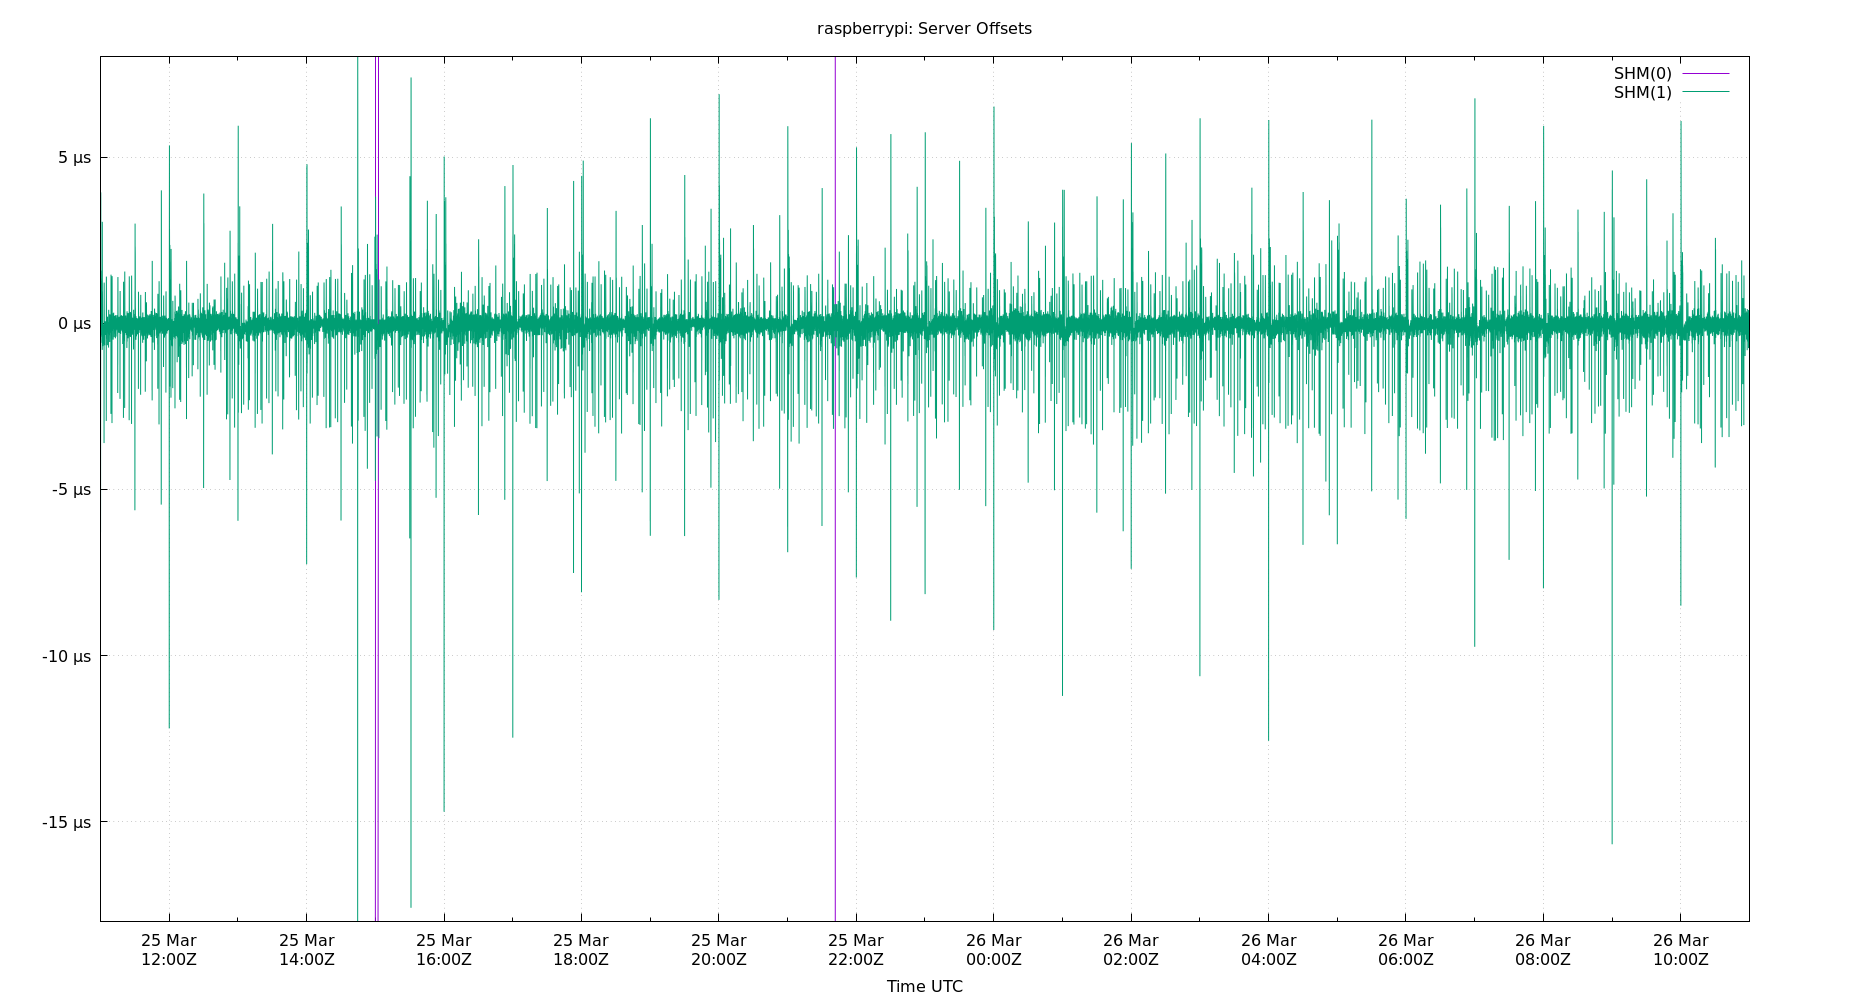 raspberrypi: Server Offsets
SHM(0)
SHM(1)
5 µs
0 µs
-5 µs
-10 µs
-15 µs
25 Mar 25 Mar 25 Mar 25 Mar 25 Mar 25 Mar 26 Mar 26 Mar 26 Mar 26 Mar 26 Mar 26 Mar
12:00Z 14:00Z 16:00Z 18:00Z 20:00Z 22:00Z 00:00Z 02:00Z 04:00Z 06:00Z 08:00Z 10:00Z
Time UTC